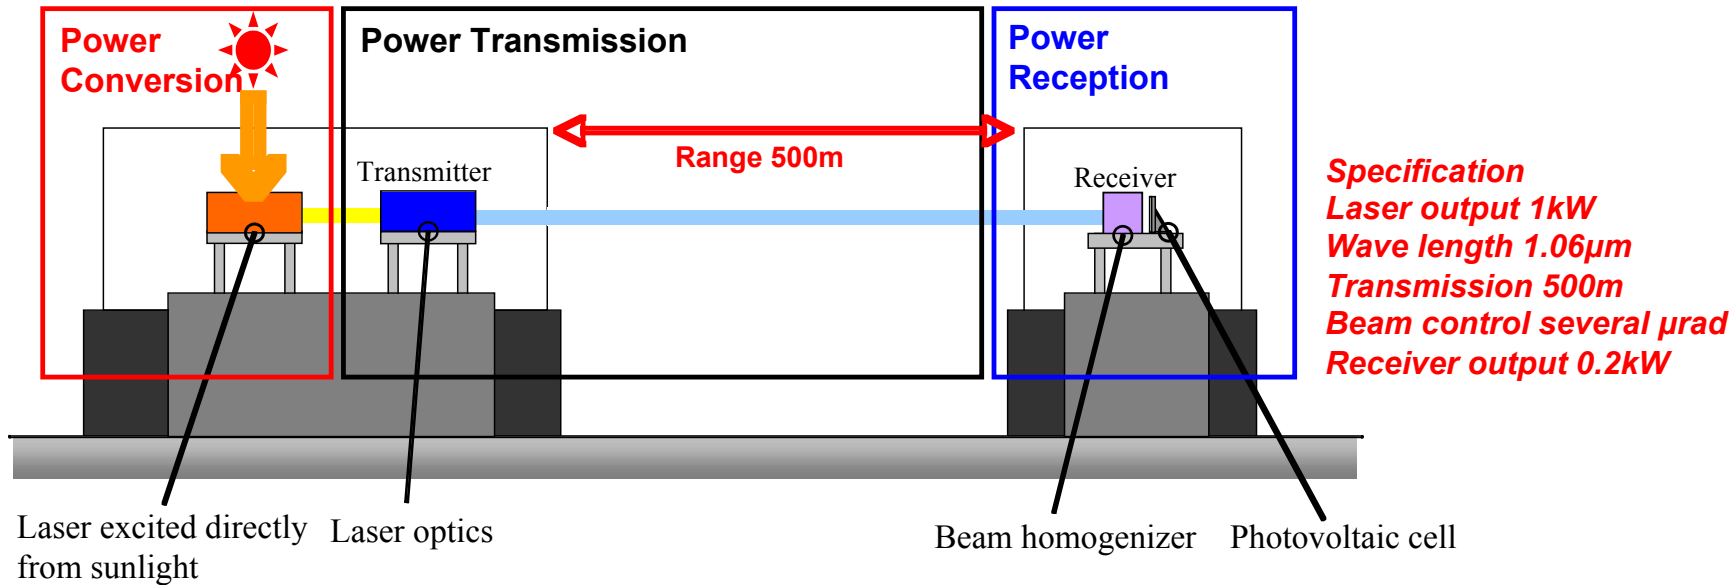 Power
Conversion
Power Transmission
Power
Reception
Range 500m
Transmitter
Receiver
Specification
Laser output 1kW
Wave length 1.06μm
Transmission 500m
Beam control several μrad
Receiver output 0.2kW
Laser excited directly
from sunlight
Laser optics
Beam homogenizer
Photovoltaic cell